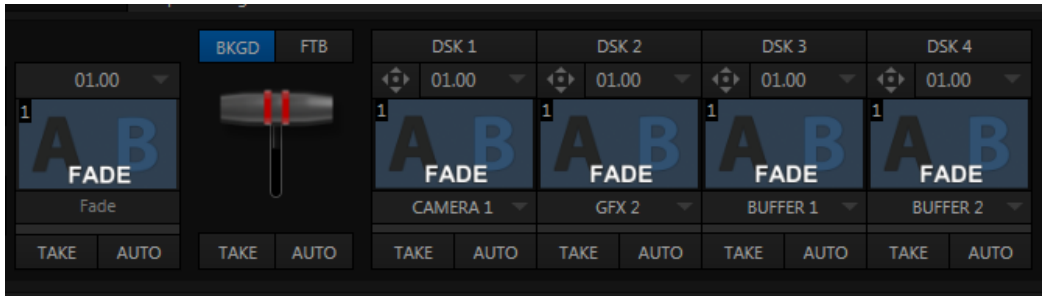 BKGD FTB DSK 1 DSK 2 DSK 3 DSK 4
01.00 01.00 01.00 01.00 01.00
1 1 1 1 1
A B A B A B A B A B
FADE FADE FADE FADE FADE
Fade CAMERA 1 GFX 2 BUFFER 1 BUFFER 2
TAKE AUTO TAKE AUTO TAKE AUTO TAKE AUTO TAKE AUTO TAKE AUTO